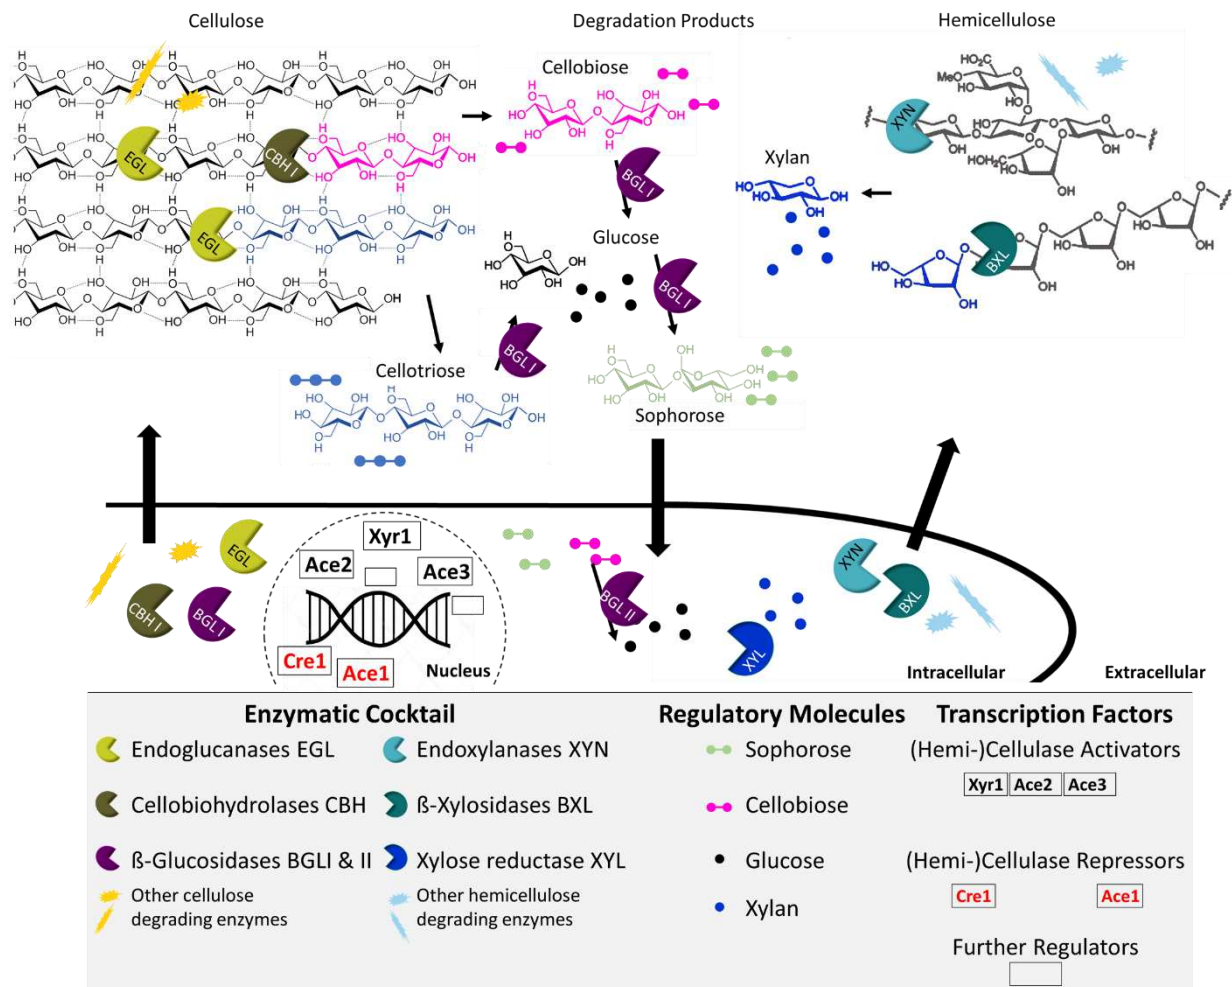 Cellulose
Degradation Products
Hemicellulose
Cellobiose
EGL
CBH I
EGL
BGL I
Glucose
BGL I
BGL I
Xylan
XYN
BXL
Cellotriose
Sophorose
EGL
CBH I
BGL I
Xyr1
Ace2
Ace3
Cre1
Ace1
Nucleus
BGL II
XYL
XYN
BXL
Intracellular
Extracellular
Enzymatic Cocktail
Endoglucanases EGL
Endoxylanases XYN
Cellobiohydrolases CBH
ß-Xylosidases BXL
ß-Glucosidases BGLI & II
Xylose reductase XYL
Other cellulose
degrading enzymes
Other hemicellulose
degrading enzymes
Regulatory Molecules
Sophorose
Cellobiose
Glucose
Xylan
Transcription Factors
(Hemi-)Cellulase Activators
Xyr1 Ace2 Ace3
(Hemi-)Cellulase Repressors
Cre1 Ace1
Further Regulators